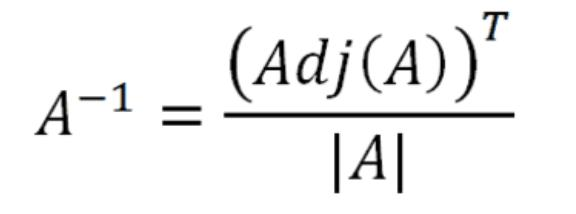 A⁻¹ = (Adj(A))ᵀ / |A|